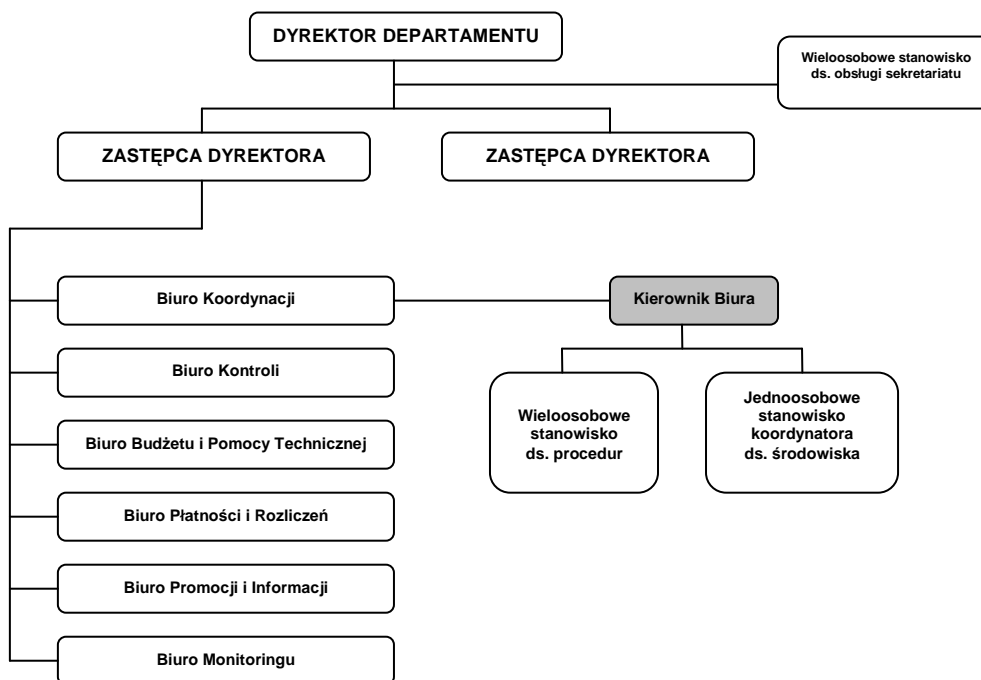 DYREKTOR DEPARTAMENTU
Wieloosobowe stanowisko
ds. obsługi sekretariatu
ZASTĘPCA DYREKTORA
ZASTĘPCA DYREKTORA
Biuro Koordynacji
Kierownik Biura
Biuro Kontroli
Wieloosobowe
stanowisko
ds. procedur
Jednoosobowe
stanowisko
koordynatora
ds. środowiska
Biuro Budżetu i Pomocy Technicznej
Biuro Płatności i Rozliczeń
Biuro Promocji i Informacji
Biuro Monitoringu